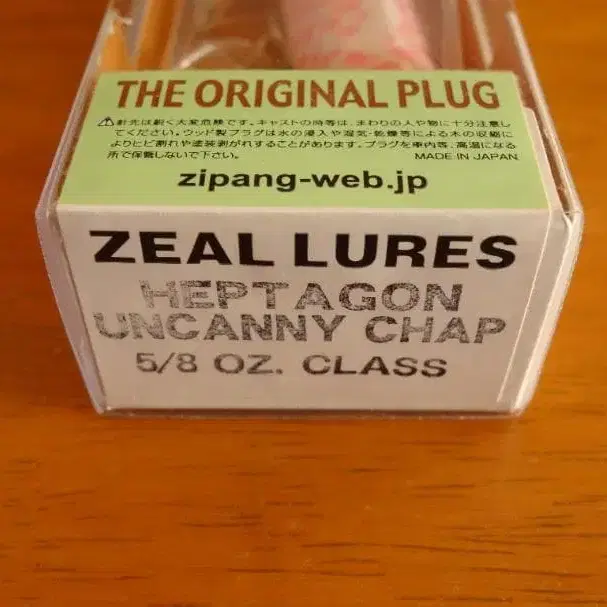 THE ORIGINAL PLUG
⚠針先は鋭く大変危険です。キャストの時等は、まわりの人や物に十分注意し
てください。ウッド製プラグは水の浸入や湿気・乾燥等による木の収縮に
よりヒビ割れや塗装剥がれすることがあります。プラグを車内等、高温になる
所で保管しないで下さい。 MADE IN JAPAN
zipang-web.jp
ZEAL LURES
HEPTAGON
UNCANNY CHAP
5/8 OZ. CLASS